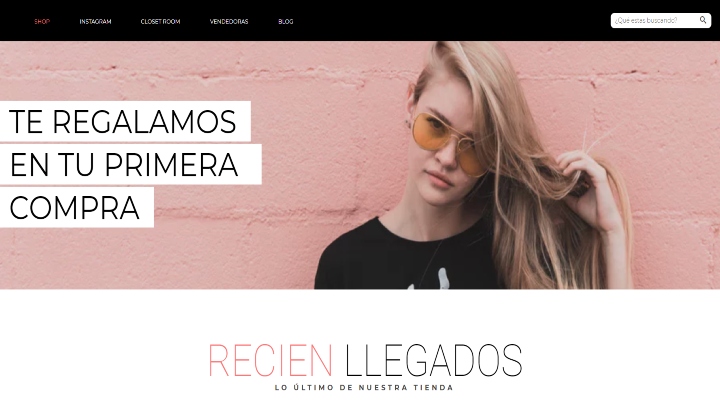 SHOP INSTAGRAM CLOSET ROOM VENDEDORAS BLOG ¿Qué estas buscando?
TE REGALAMOS
EN TU PRIMERA
COMPRA
RECIEN LLEGADOS
LO ÚLTIMO DE NUESTRA TIENDA